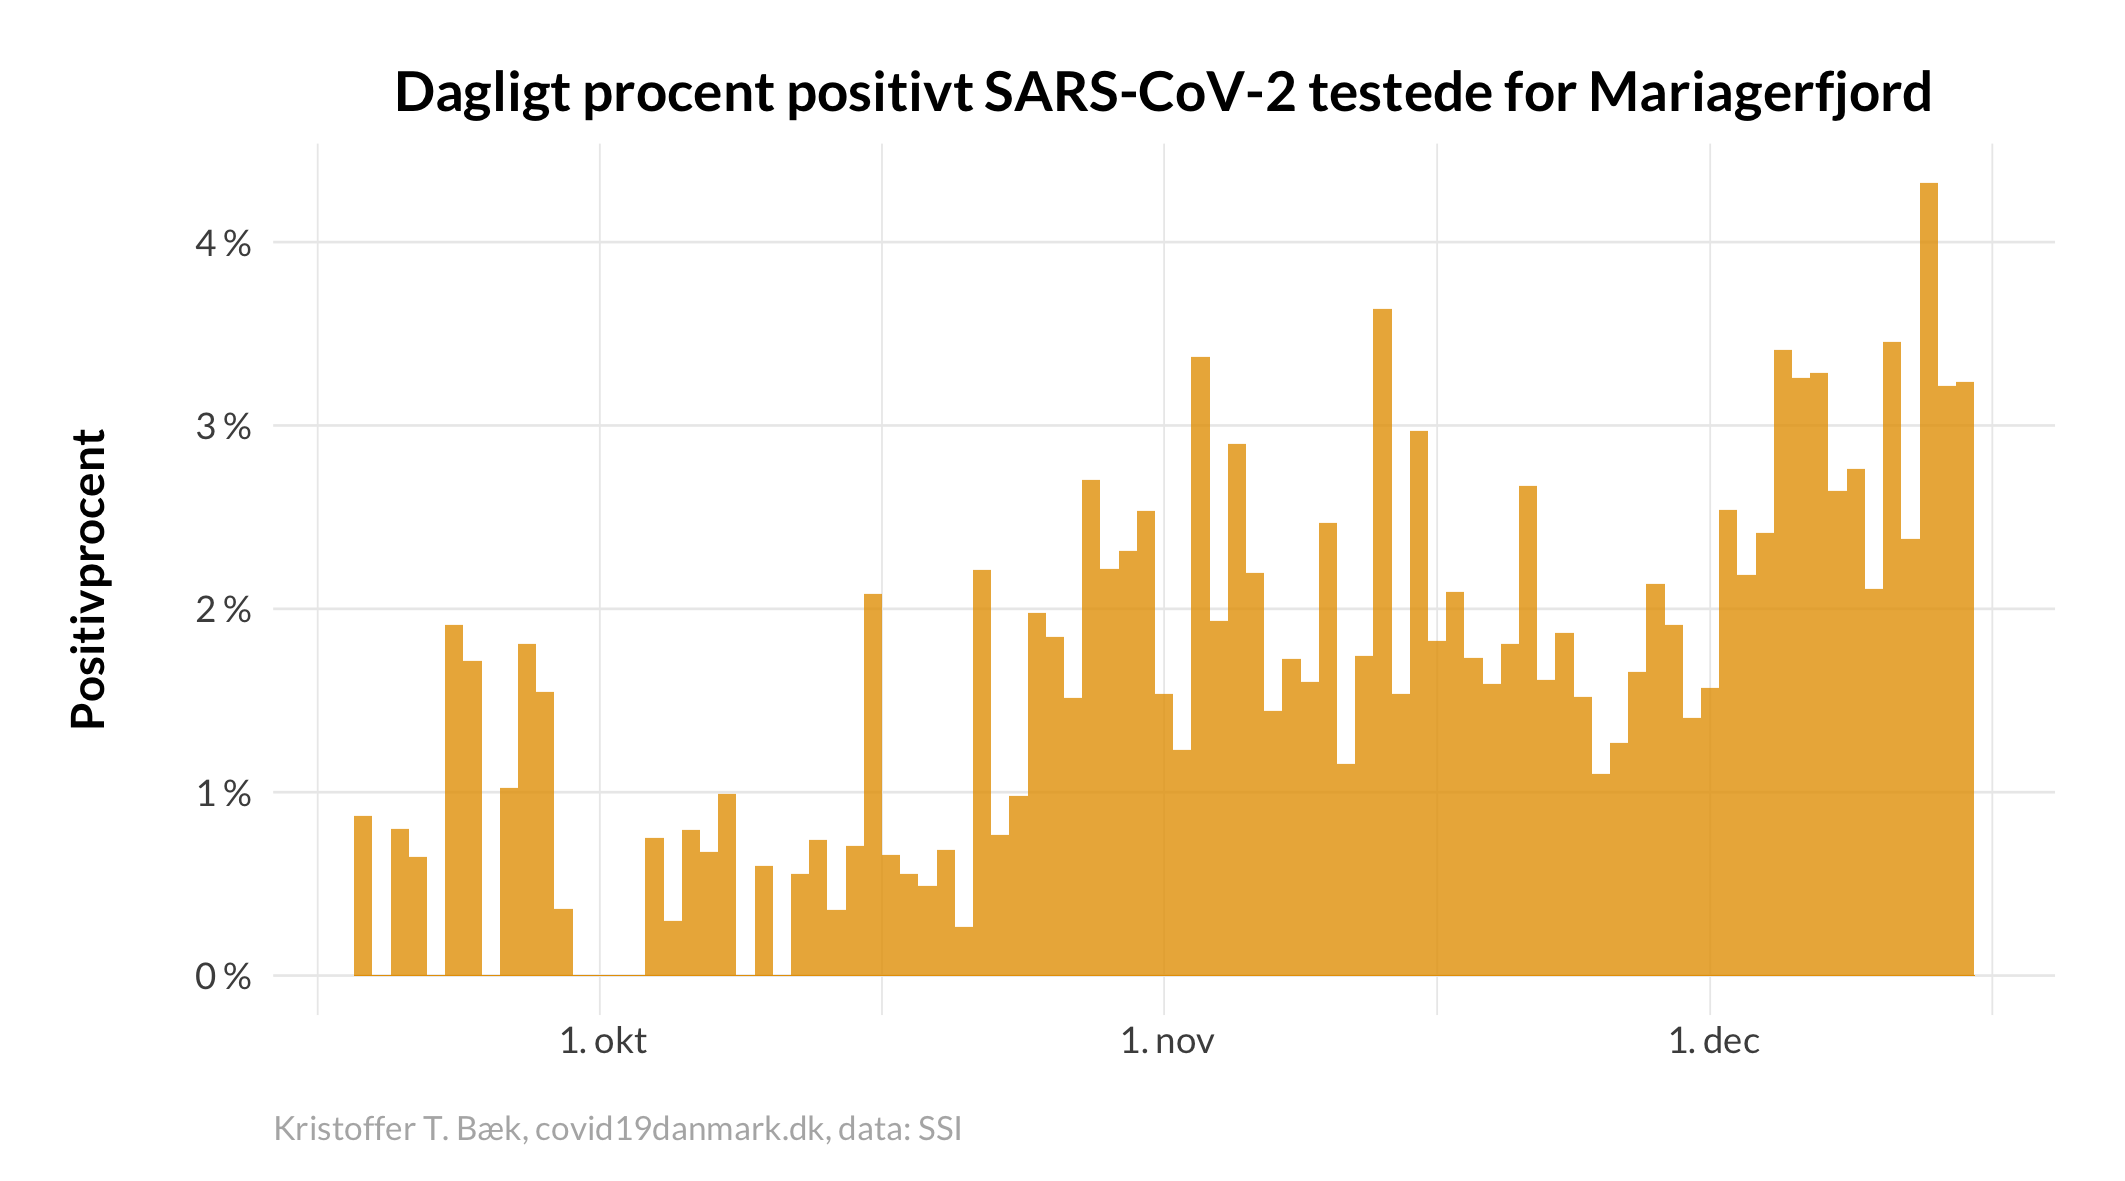 Dagligt procent positivt SARS-CoV-2 testede for Mariagerfjord
Positivprocent
4 %
3 %
2 %
1 %
0 %
1. okt
1. nov
1. dec
Kristoffer T. Bæk, covid19danmark.dk, data: SSI